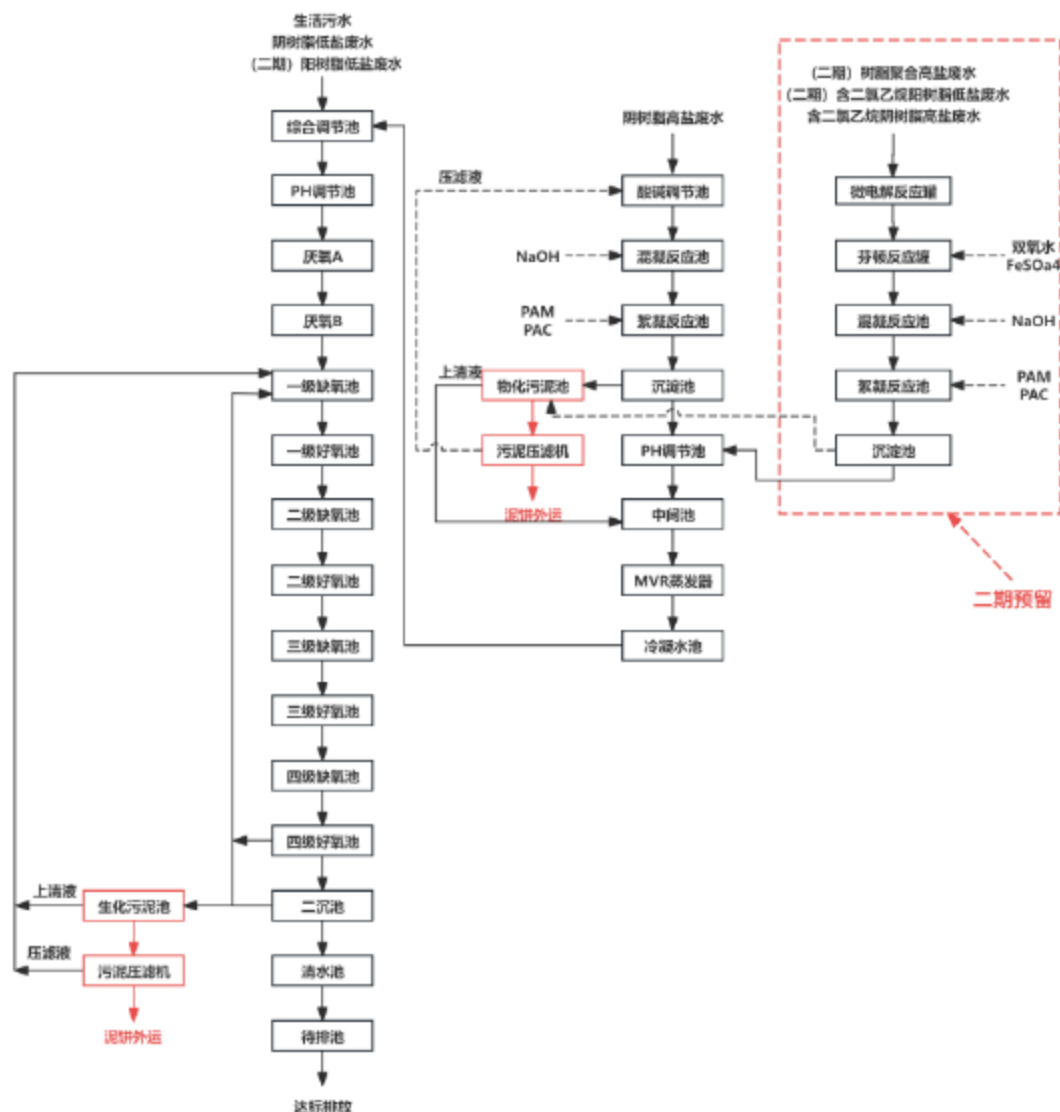 生活污水
阴树脂低盐废水
（二期）阳树脂低盐废水
综合调节池
PH调节池
厌氧A
厌氧B
一级缺氧池
一级好氧池
二级缺氧池
二级好氧池
三级缺氧池
三级好氧池
四级缺氧池
四级好氧池
二沉池
清水池
待排池
达标排放
上清液
生化污泥池
压滤液
污泥压滤机
泥饼外运
阴树脂高盐废水
压滤液
酸碱调节池
NaOH
混凝反应池
PAM
PAC
絮凝反应池
上清液
物化污泥池
沉淀池
污泥压滤机
PH调节池
泥饼外运
中间池
MVR蒸发器
冷凝水池
（二期）树脂聚合高盐废水
（二期）含二氯乙烷阳树脂低盐废水
含二氯乙烷阴树脂高盐废水
微电解反应罐
芬顿反应罐
双氧水
FeSOa4
混凝反应池
NaOH
絮凝反应池
PAM
PAC
沉淀池
二期预留